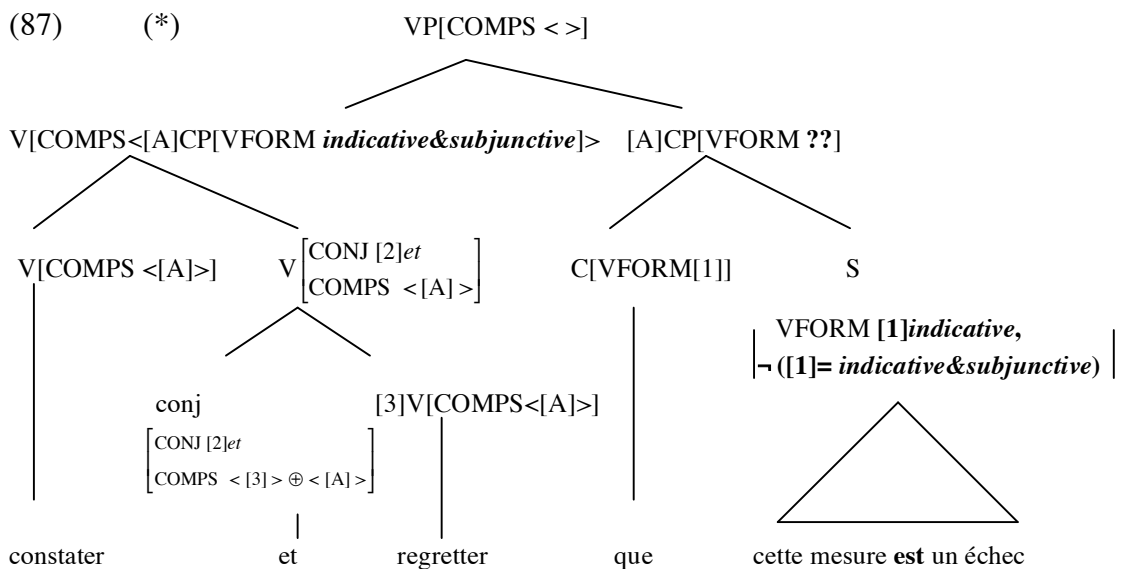 (87) (*) VP[COMPS < >]
V[COMPS<[A]CP[VFORM indicative&subjunctive]> [A]CP[VFORM ??]
V[COMPS <[A]>] V[CONJ [2]et C[VFORM[1]] S
COMPS <[A] >]
VFORM [1]indicative,
¬ ([1]= indicative&subjunctive)
conj [3]V[COMPS<[A]>]
[CONJ [2]et
COMPS < [3] > ⊕ < [A] >]
constater et regretter que cette mesure est un échec